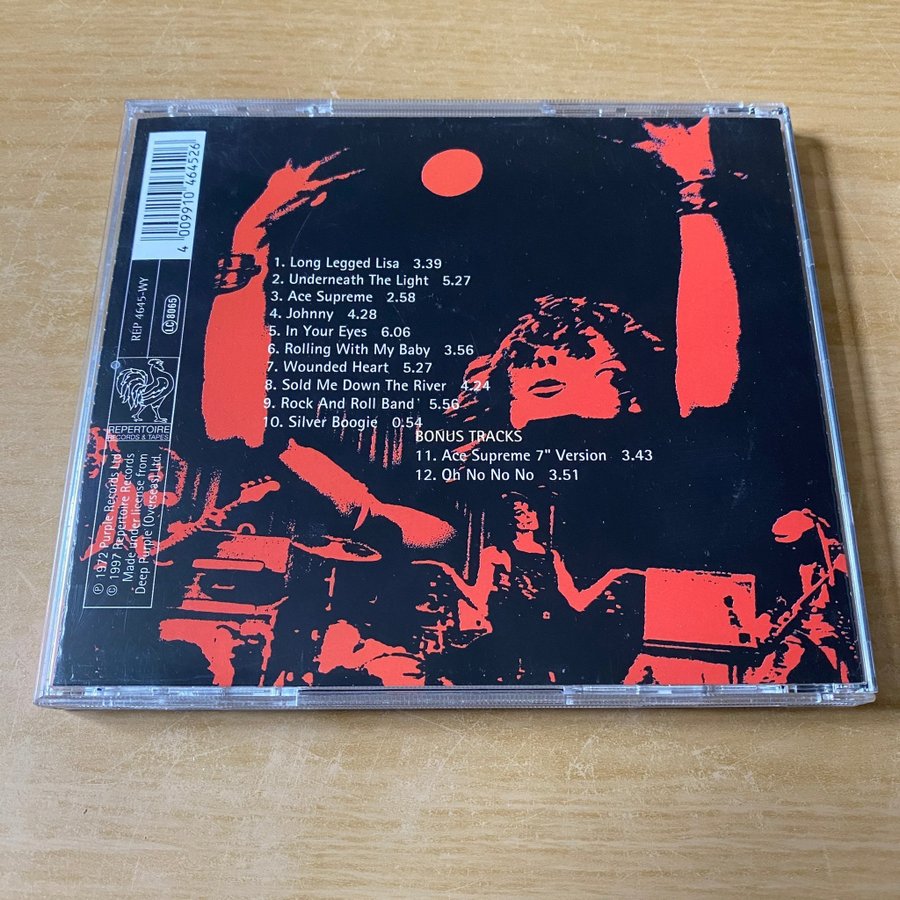 1. Long Legged Lisa 3.39
2. Underneath The Light 5.27
3. Ace Supreme 2.58
4. Johnny 4.28
5. In Your Eyes 6.06
6. Rolling With My Baby 3.56
7. Wounded Heart 5.27
8. Sold Me Down The River 4.24
9. Rock And Roll Band 5.56
10. Silver Boogie 0.54
BONUS TRACKS
11. Ace Supreme 7" Version 3.43
12. Oh No No No 3.51
4 009910 464526
REP 4645-WY
LC 8065
REPERTOIRE
RECORDS & TAPES
℗ 1972 Purple Records Ltd.
© 1997 Repertoire Records
Made under license from
Deep Purple (Overseas) Ltd.